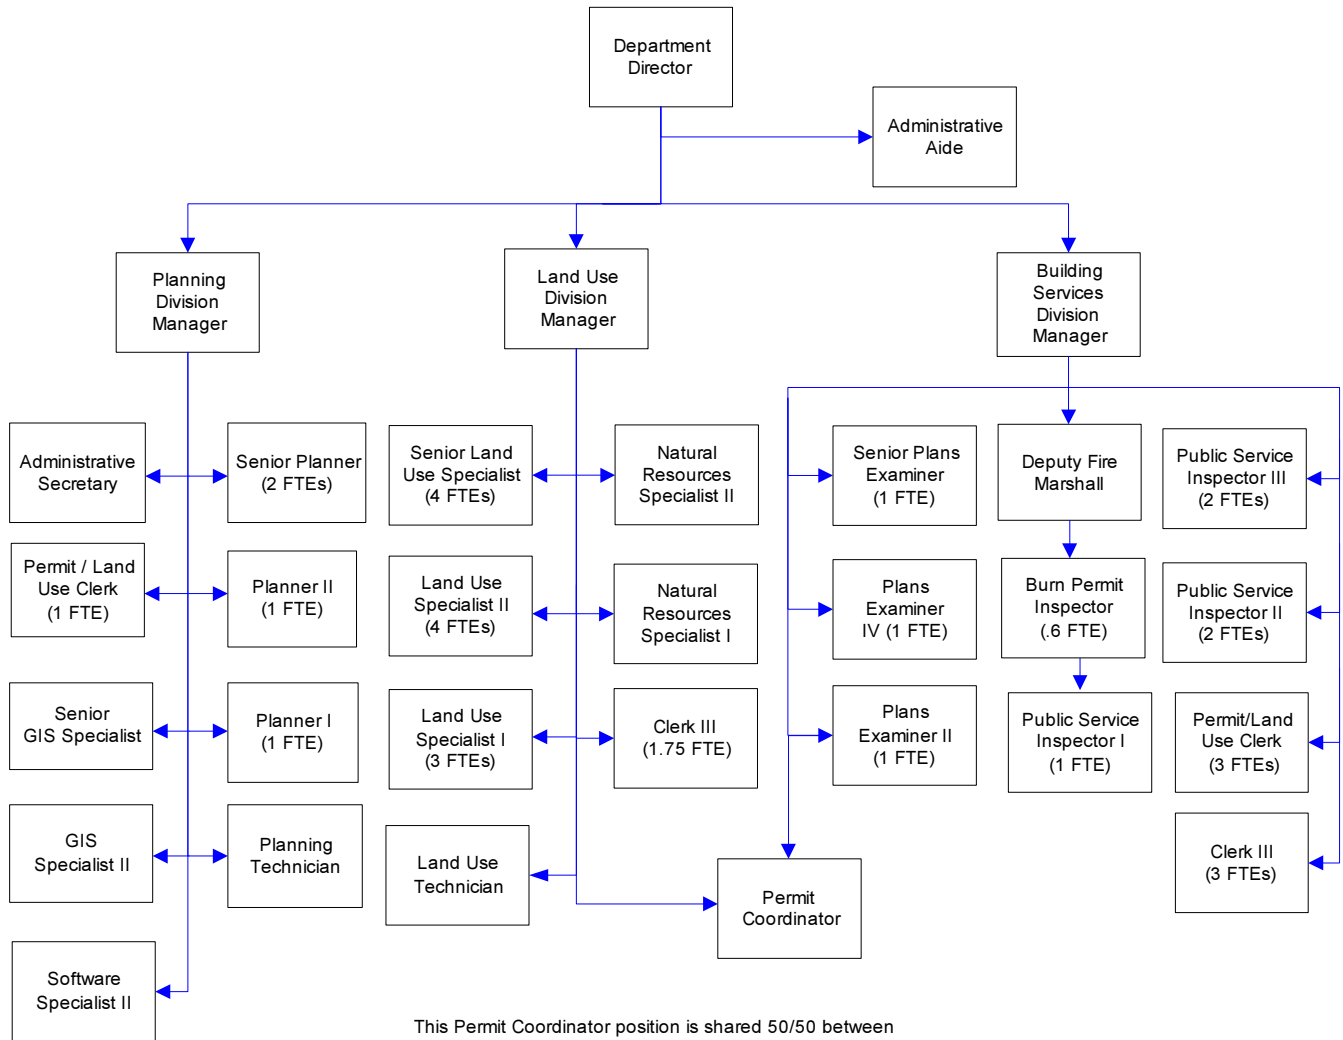 Department
Director
Administrative
Aide
Planning
Division
Manager
Land Use
Division
Manager
Building
Services
Division
Manager
Administrative
Secretary
Senior Planner
(2 FTEs)
Senior Land
Use Specialist
(4 FTEs)
Natural
Resources
Specialist II
Senior Plans
Examiner
(1 FTE)
Deputy Fire
Marshall
Public Service
Inspector III
(2 FTEs)
Permit / Land
Use Clerk
(1 FTE)
Planner II
(1 FTE)
Land Use
Specialist II
(4 FTEs)
Natural
Resources
Specialist I
Plans
Examiner
IV (1 FTE)
Burn Permit
Inspector
(.6 FTE)
Public Service
Inspector II
(2 FTEs)
Senior
GIS Specialist
Planner I
(1 FTE)
Land Use
Specialist I
(3 FTEs)
Clerk III
(1.75 FTE)
Plans
Examiner II
(1 FTE)
Public Service
Inspector I
(1 FTE)
Permit/Land
Use Clerk
(3 FTEs)
GIS
Specialist II
Planning
Technician
Land Use
Technician
Permit
Coordinator
Clerk III
(3 FTEs)
Software
Specialist II
This Permit Coordinator position is shared 50/50 between